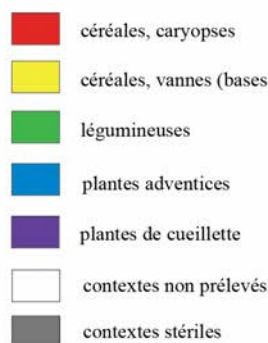 céréales, caryopses
céréales, vannes (bases
légumineuses
plantes adventices
plantes de cueillette
contextes non prélevés
contextes stériles